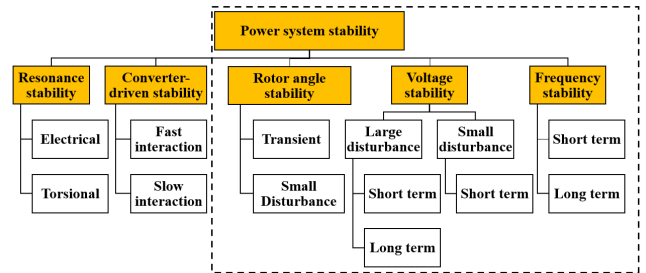 Power system stability
Resonance
stability
Converter-
driven stability
Rotor angle
stability
Voltage
stability
Frequency
stability
Electrical
Torsional
Fast
interaction
Slow
interaction
Transient
Small
Disturbance
Large
disturbance
Short term
Long term
Small
disturbance
Short term
Short term
Long term